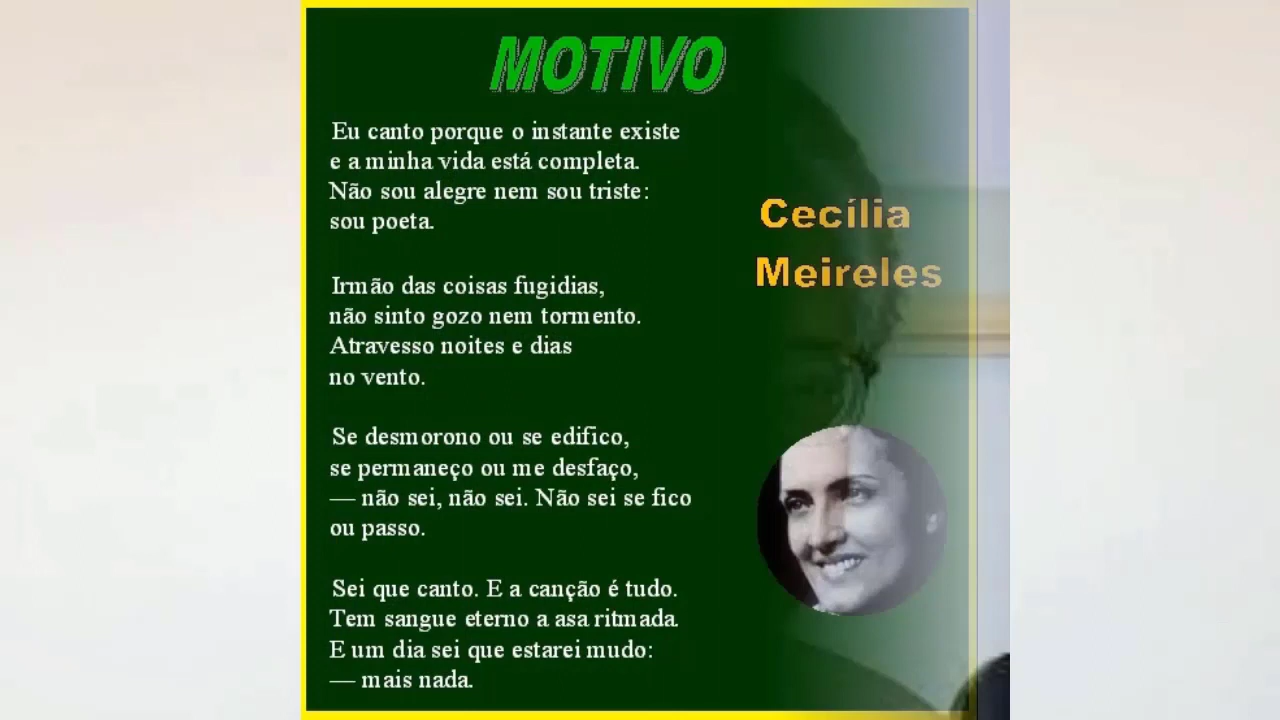 MOTIVO
Eu canto porque o instante existe
e a minha vida está completa.
Não sou alegre nem sou triste:
sou poeta.
Irmão das coisas fugidias,
não sinto gozo nem tormento.
Atravesso noites e dias
no vento.
Se desmorono ou se edifico,
se permaneço ou me desfaço,
— não sei, não sei. Não sei se fico
ou passo.
Sei que canto. E a canção é tudo.
Tem sangue eterno a asa ritmada.
E um dia sei que estarei mudo:
— mais nada.
Cecília
Meireles